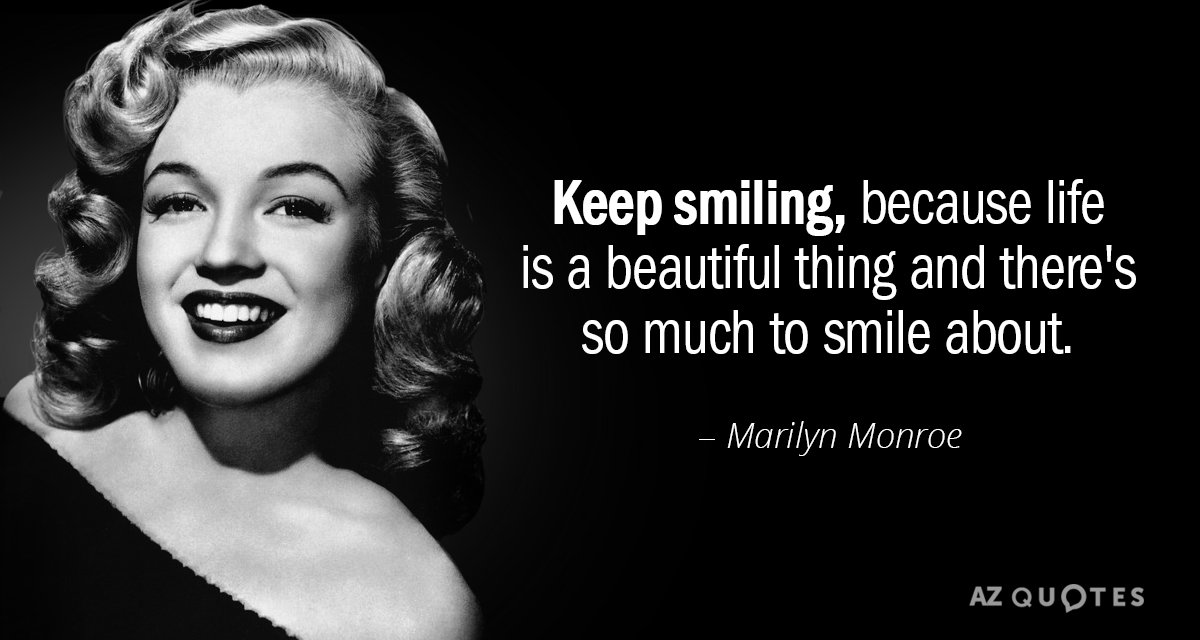 Keep smiling, because life
is a beautiful thing and there's
so much to smile about.
– Marilyn Monroe
AZ QUOTES